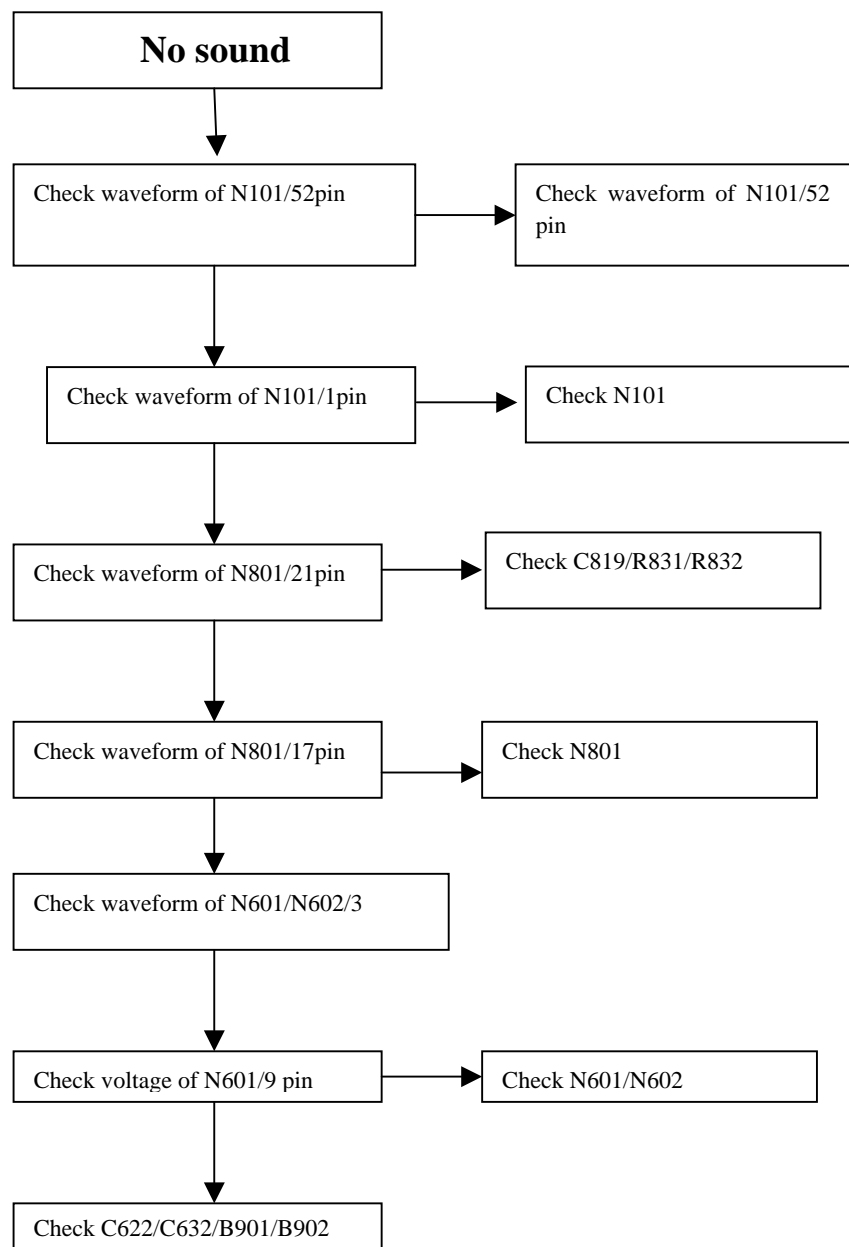 No sound
Check waveform of N101/52pin
Check waveform of N101/52
pin
Check waveform of N101/1pin
Check N101
Check waveform of N801/21pin
Check C819/R831/R832
Check waveform of N801/17pin
Check N801
Check waveform of N601/N602/3
Check voltage of N601/9 pin
Check N601/N602
Check C622/C632/B901/B902